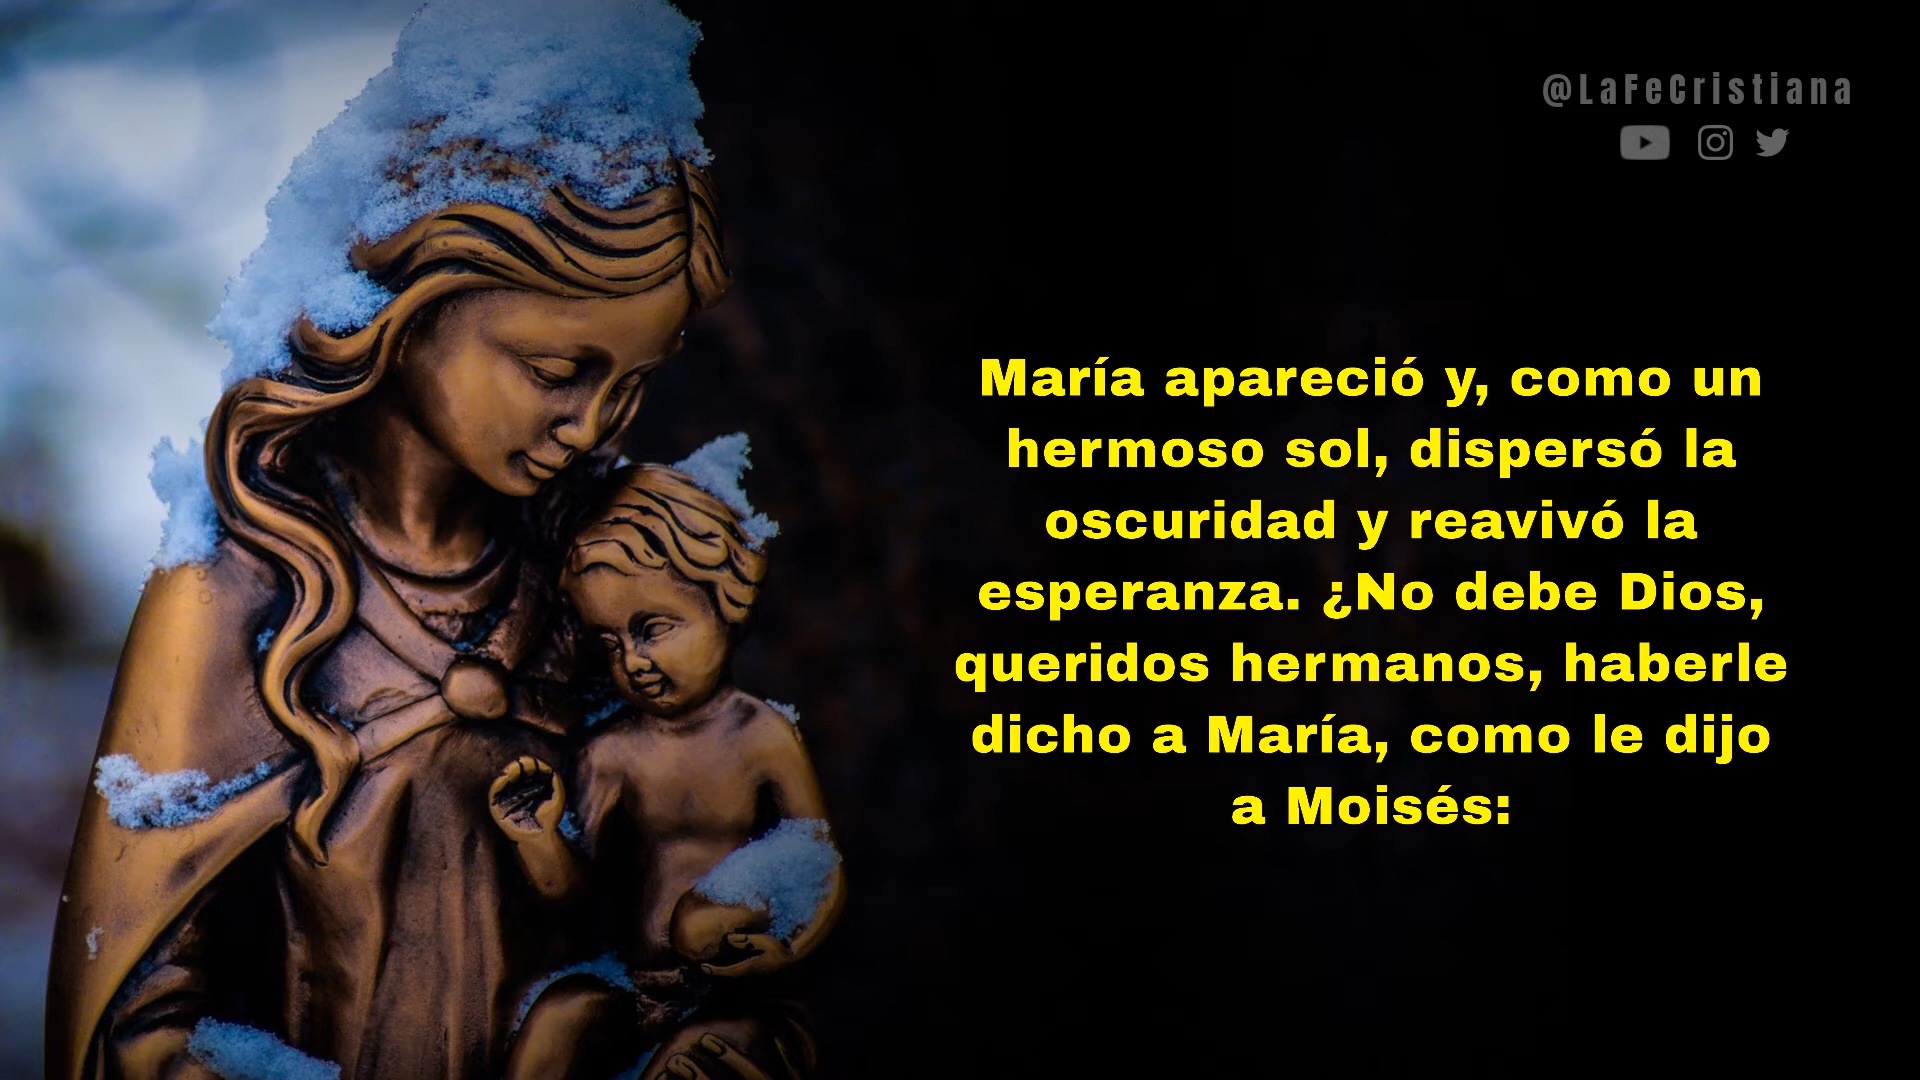 @LaFeCristiana
María apareció y, como un
hermoso sol, dispersó la
oscuridad y reavivó la
esperanza. ¿No debe Dios,
queridos hermanos, haberle
dicho a María, como le dijo
a Moisés: